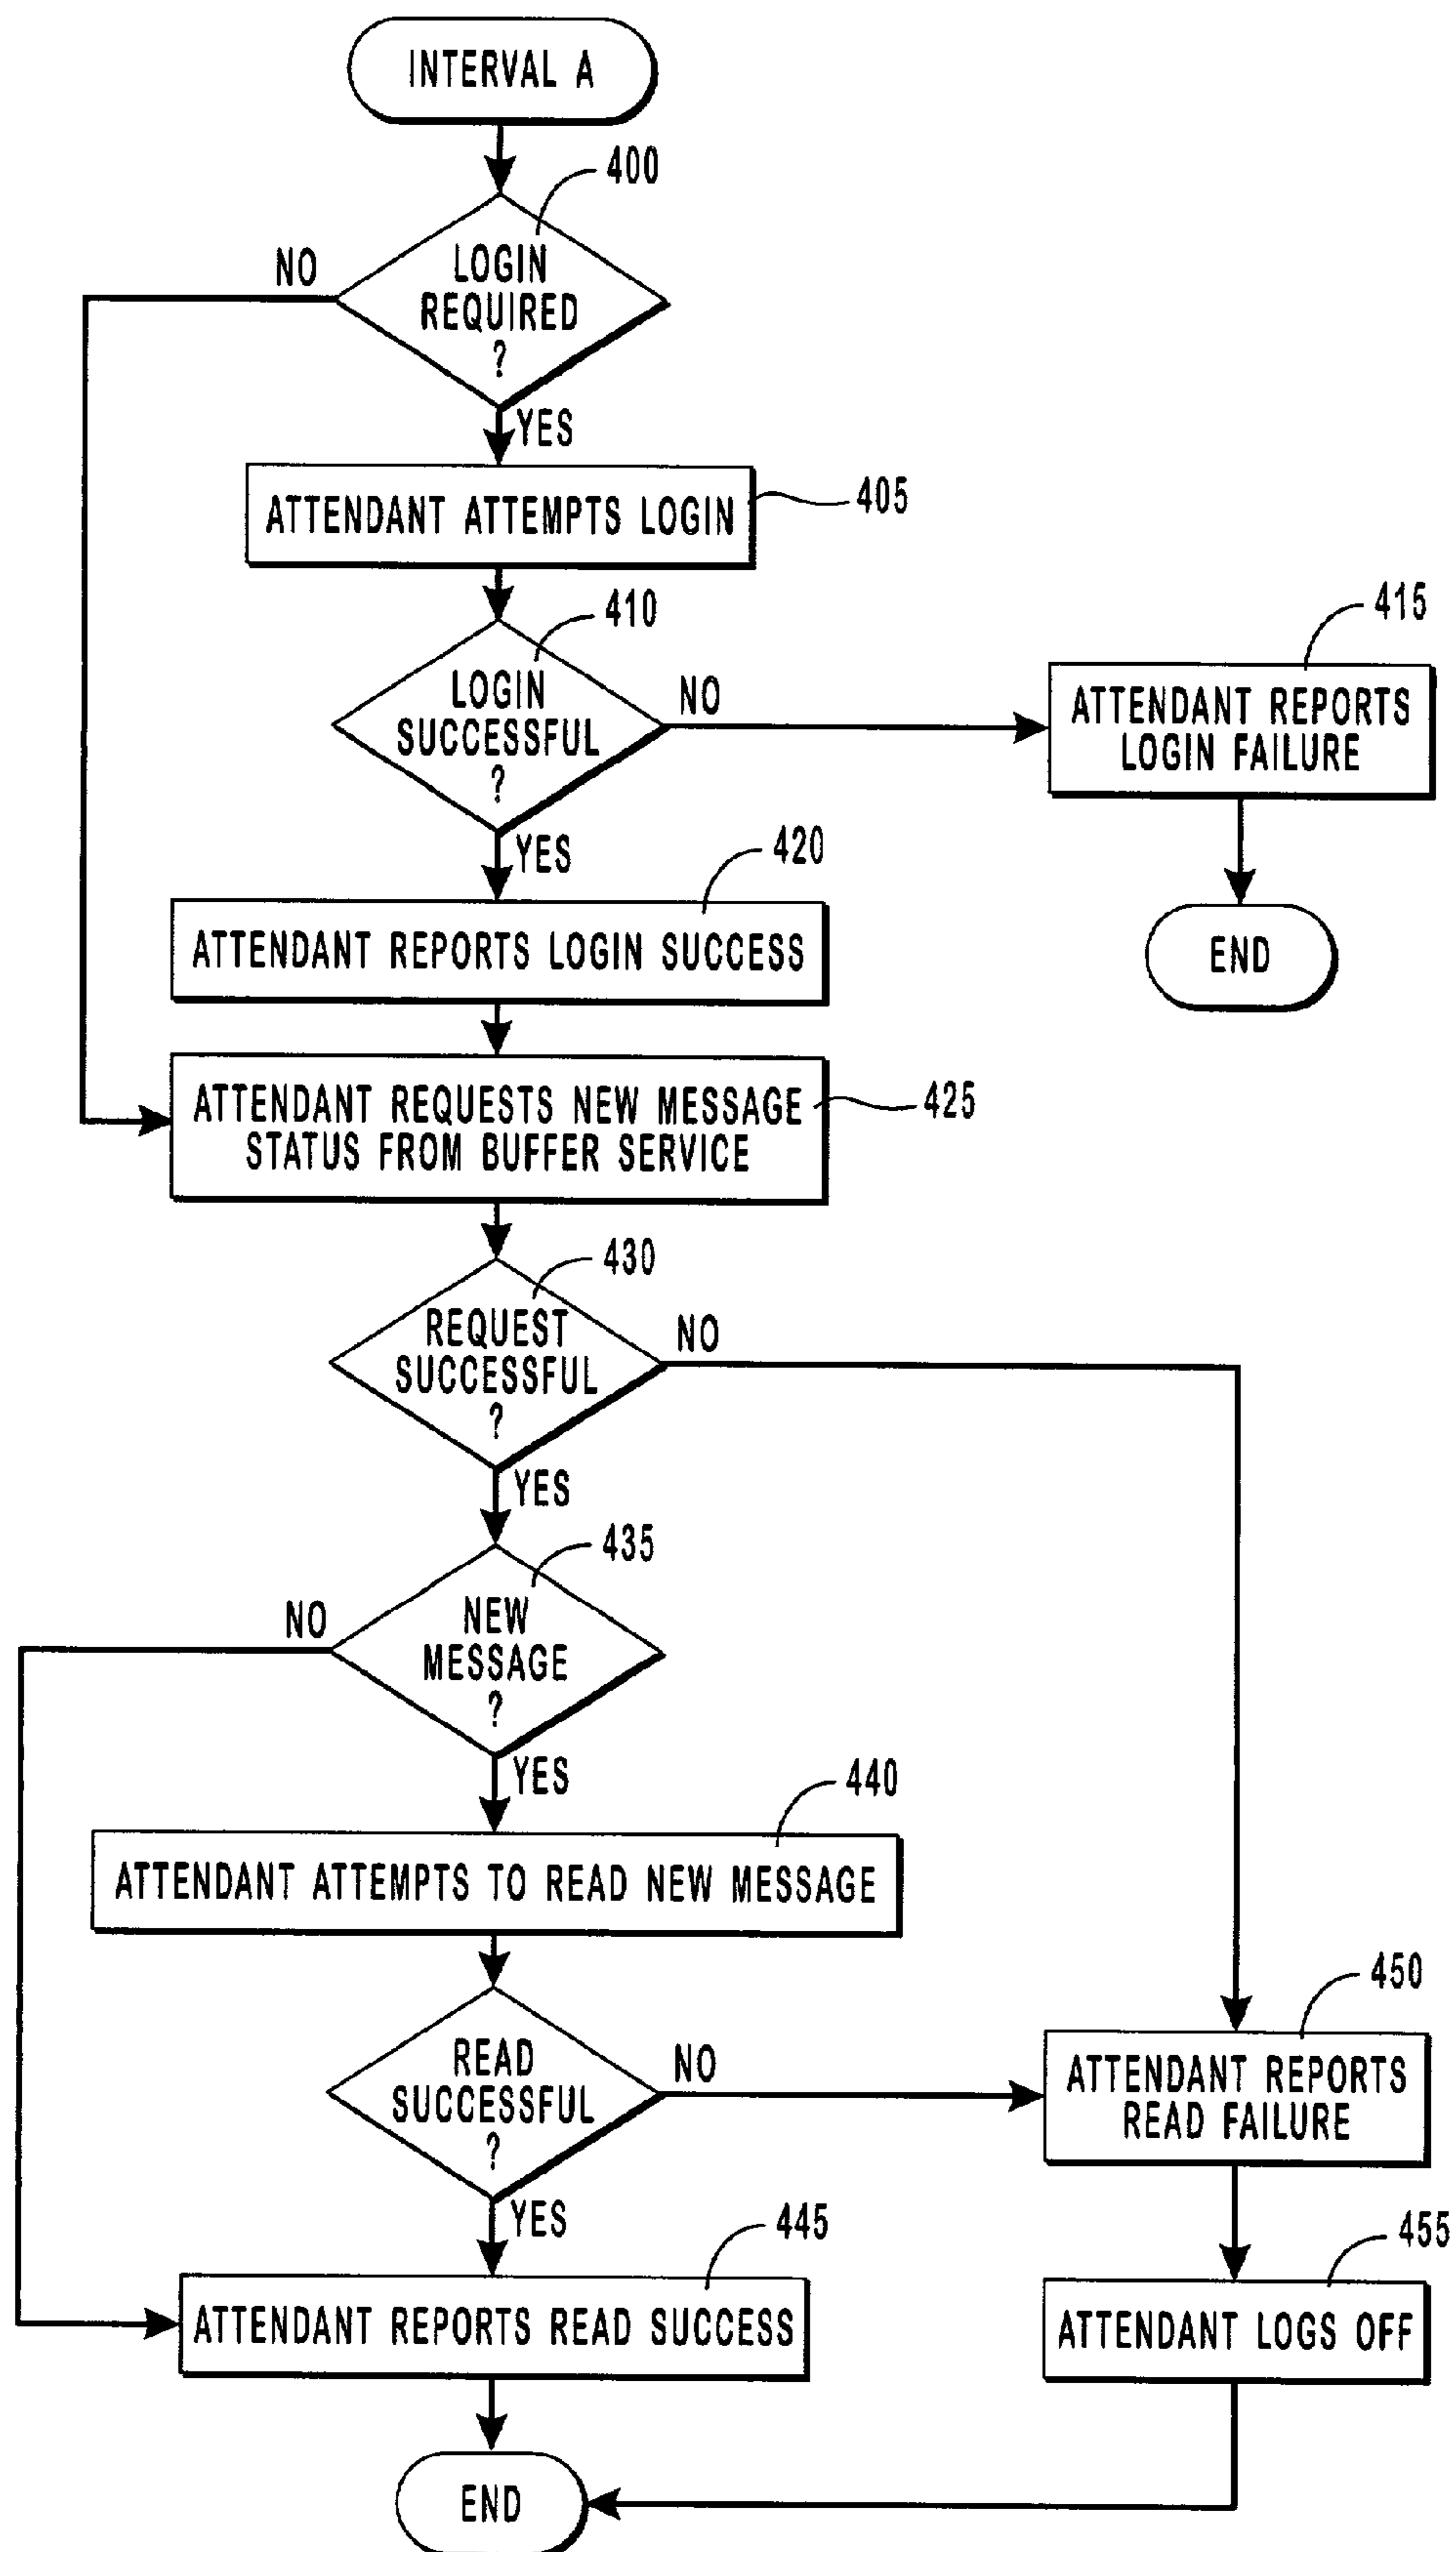 INTERVAL A
400
LOGIN
REQUIRED
?
NO
YES
ATTENDANT ATTEMPTS LOGIN
405
410
LOGIN
SUCCESSFUL
?
NO
YES
415
ATTENDANT REPORTS
LOGIN FAILURE
END
420
ATTENDANT REPORTS LOGIN SUCCESS
ATTENDANT REQUESTS NEW MESSAGE
STATUS FROM BUFFER SERVICE
425
430
REQUEST
SUCCESSFUL
?
NO
YES
435
NEW
MESSAGE
?
NO
YES
440
ATTENDANT ATTEMPTS TO READ NEW MESSAGE
READ
SUCCESSFUL
?
NO
YES
450
ATTENDANT REPORTS
READ FAILURE
445
ATTENDANT REPORTS READ SUCCESS
455
ATTENDANT LOGS OFF
END